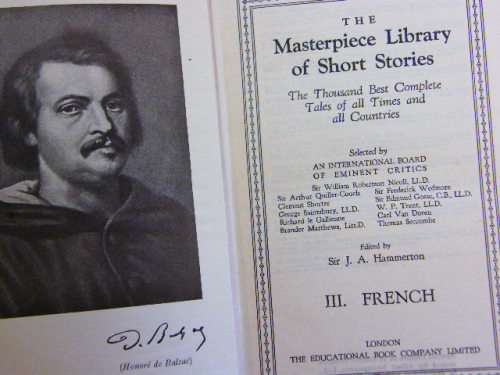 (Honoré de Balzac)
THE
Masterpiece Library
of Short Stories
The Thousand Best Complete
Tales of all Times and
all Countries
Selected by
AN INTERNATIONAL BOARD
OF EMINENT CRITICS
Sir William Robertson Nicoll, LL.D.
Sir Arthur Quiller-Couch
Sir Frederick Wedmore
Clement Shorter
Sir Edmund Gosse, C.B., LL.D.
George Saintsbury, LL.D.
W. P. Trent, LL.D.
Richard le Gallienne
Carl Van Doren
Brander Matthews, Litt.D.
Thomas Seccombe
Edited by
Sir J. A. Hammerton
III. FRENCH
LONDON
THE EDUCATIONAL BOOK COMPANY LIMITED